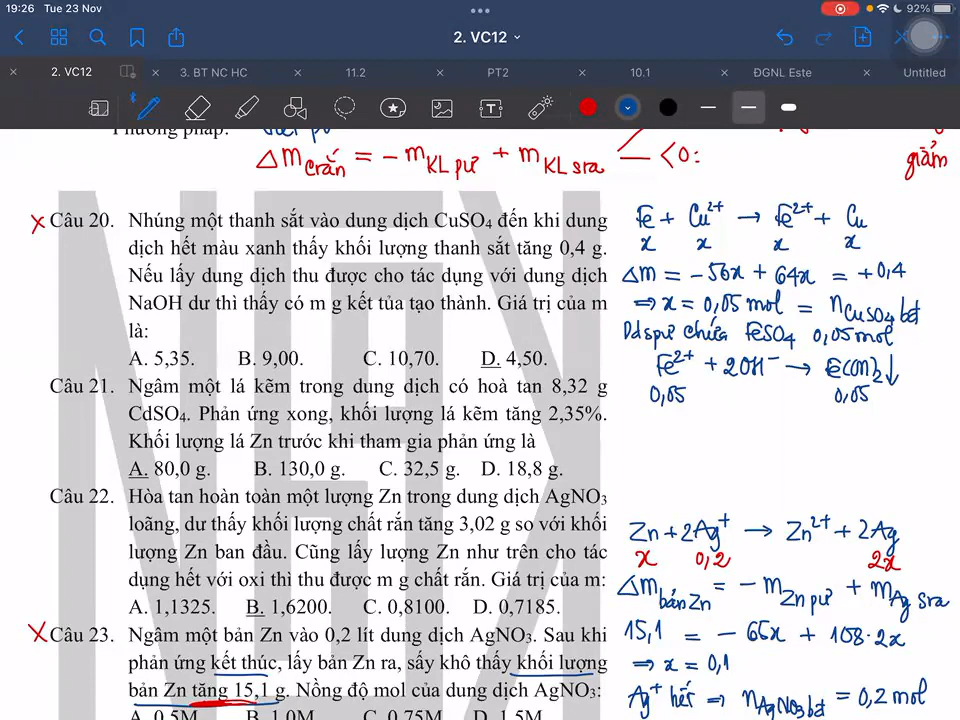 19:26 Tue 23 Nov
92%
2. VC12
2. VC12
3. BT NC HC
11.2
PT2
10.1
ĐGNL Este
Untitled
Phương pháp:
Δm Crắn = - m KL pư + m KL sra
< 0:
giảm
x Câu 20. Nhúng một thanh sắt vào dung dịch CuSO₄ đến khi dung
dịch hết màu xanh thấy khối lượng thanh sắt tăng 0,4 g.
Nếu lấy dung dịch thu được cho tác dụng với dung dịch
NaOH dư thì thấy có m g kết tủa tạo thành. Giá trị của m
là:
A. 5,35. B. 9,00. C. 10,70. D. 4,50.
Câu 21. Ngâm một lá kẽm trong dung dịch có hoà tan 8,32 g
CdSO₄. Phản ứng xong, khối lượng lá kẽm tăng 2,35%.
Khối lượng lá Zn trước khi tham gia phản ứng là
A. 80,0 g. B. 130,0 g. C. 32,5 g. D. 18,8 g.
Câu 22. Hòa tan hoàn toàn một lượng Zn trong dung dịch AgNO₃
loãng, dư thấy khối lượng chất rắn tăng 3,02 g so với khối
lượng Zn ban đầu. Cũng lấy lượng Zn như trên cho tác
dụng hết với oxi thì thu được m g chất rắn. Giá trị của m:
A. 1,1325. B. 1,6200. C. 0,8100. D. 0,7185.
x Câu 23. Ngâm một bản Zn vào 0,2 lít dung dịch AgNO₃. Sau khi
phản ứng kết thúc, lấy bản Zn ra, sấy khô thấy khối lượng
bản Zn tăng 15,1 g. Nồng độ mol của dung dịch AgNO₃:
A. 0,5M. B. 1,0M. C. 0,75M. D. 1,5M.
Fe + Cu²⁺ → Fe²⁺ + Cu
x x x x
Δm = - 56x + 64x = +0,4
⇒ x = 0,05 mol = n CuSO₄ bđ
Dd spư chứa FeSO₄ 0,05 mol
Fe²⁺ + 2OH⁻ → Fe(OH)₂↓
0,05 0,05
Zn + 2Ag⁺ → Zn²⁺ + 2Ag
x 0,2 2x
Δm bản Zn = - m Zn pư + m Ag sra
15,1 = - 65x + 108.2x
⇒ x = 0,1
Ag⁺ hết ⇒ n AgNO₃ bđ = 0,2 mol